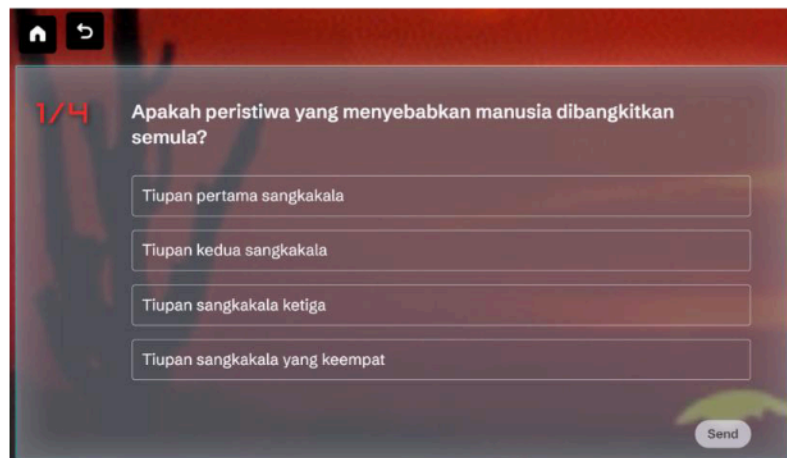 1/4
Apakah peristiwa yang menyebabkan manusia dibangkitkan
semula?
Tiupan pertama sangkakala
Tiupan kedua sangkakala
Tiupan sangkakala ketiga
Tiupan sangkakala yang keempat
Send